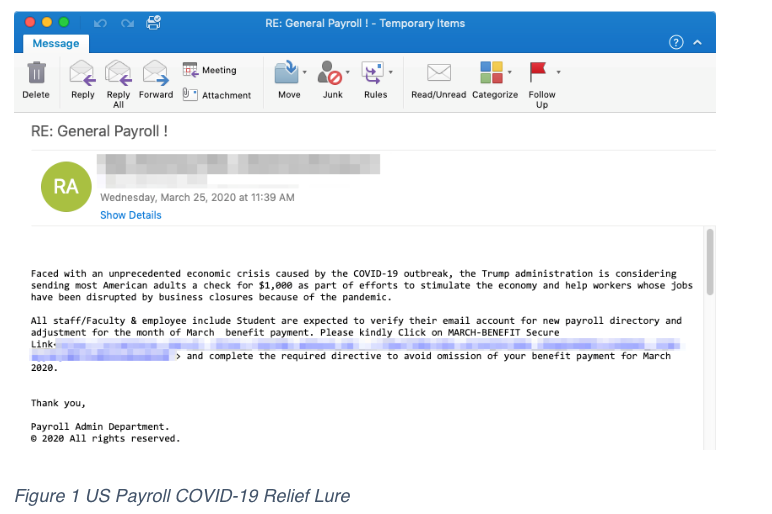 RE: General Payroll ! - Temporary Items
Message
?
Delete
Reply
Reply All
Forward
Meeting
Attachment
Move
Junk
Rules
Read/Unread
Categorize
Follow Up
RE: General Payroll !
RA
Wednesday, March 25, 2020 at 11:39 AM
Show Details
Faced with an unprecedented economic crisis caused by the COVID-19 outbreak, the Trump administration is considering
sending most American adults a check for $1,000 as part of efforts to stimulate the economy and help workers whose jobs
have been disrupted by business closures because of the pandemic.
All staff/Faculty & employee include Student are expected to verify their email account for new payroll directory and
adjustment for the month of March  benefit payment. Please kindly Click on MARCH-BENEFIT Secure
Link<
> and complete the required directive to avoid omission of your benefit payment for March
2020.
Thank you,
Payroll Admin Department.
© 2020 All rights reserved.
Figure 1 US Payroll COVID-19 Relief Lure